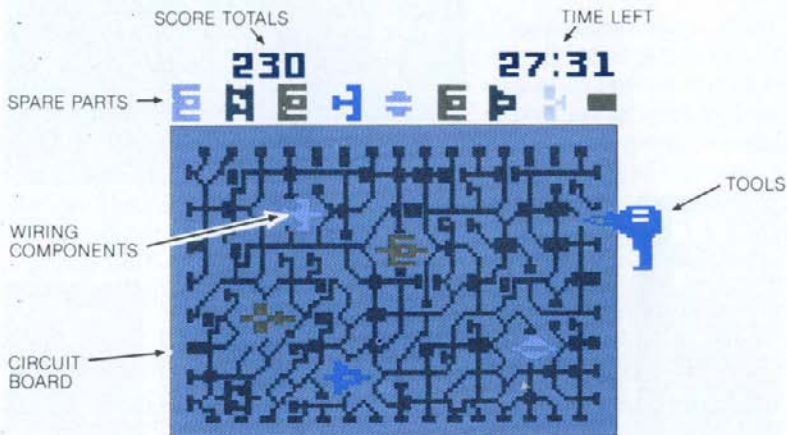 SCORE TOTALS
TIME LEFT
230
27:31
SPARE PARTS
TOOLS
WIRING
COMPONENTS
CIRCUIT
BOARD